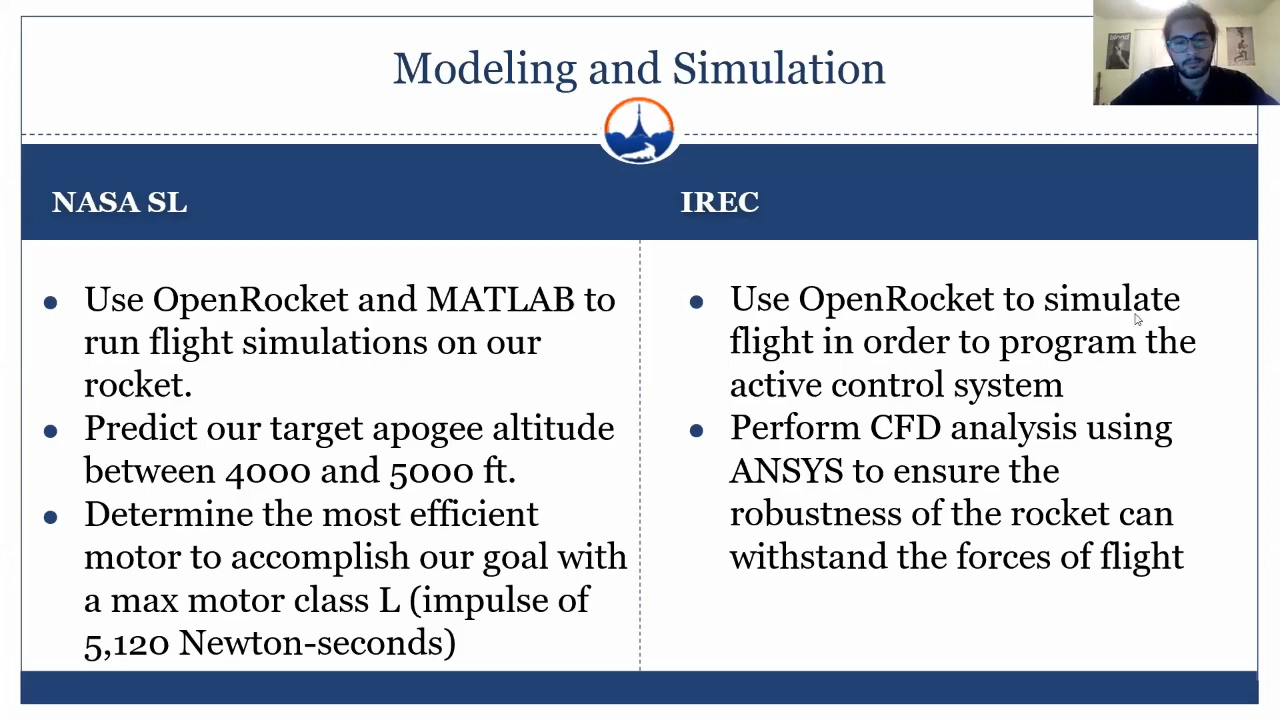 Modeling and Simulation
NASA SL
IREC
● Use OpenRocket and MATLAB to
run flight simulations on our
rocket.
● Predict our target apogee altitude
between 4000 and 5000 ft.
● Determine the most efficient
motor to accomplish our goal with
a max motor class L (impulse of
5,120 Newton-seconds)
● Use OpenRocket to simulate
flight in order to program the
active control system
● Perform CFD analysis using
ANSYS to ensure the
robustness of the rocket can
withstand the forces of flight